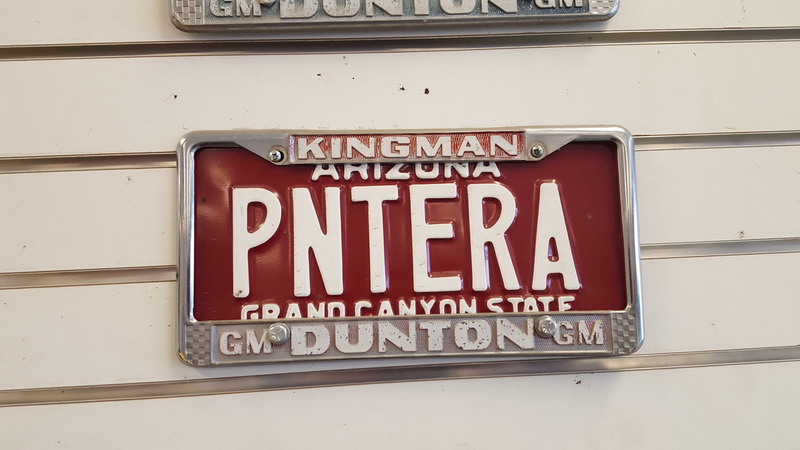 GM DUNTON GM
KINGMAN
ARIZONA
PNTERA
GRAND CANYON STATE
GM DUNTON GM